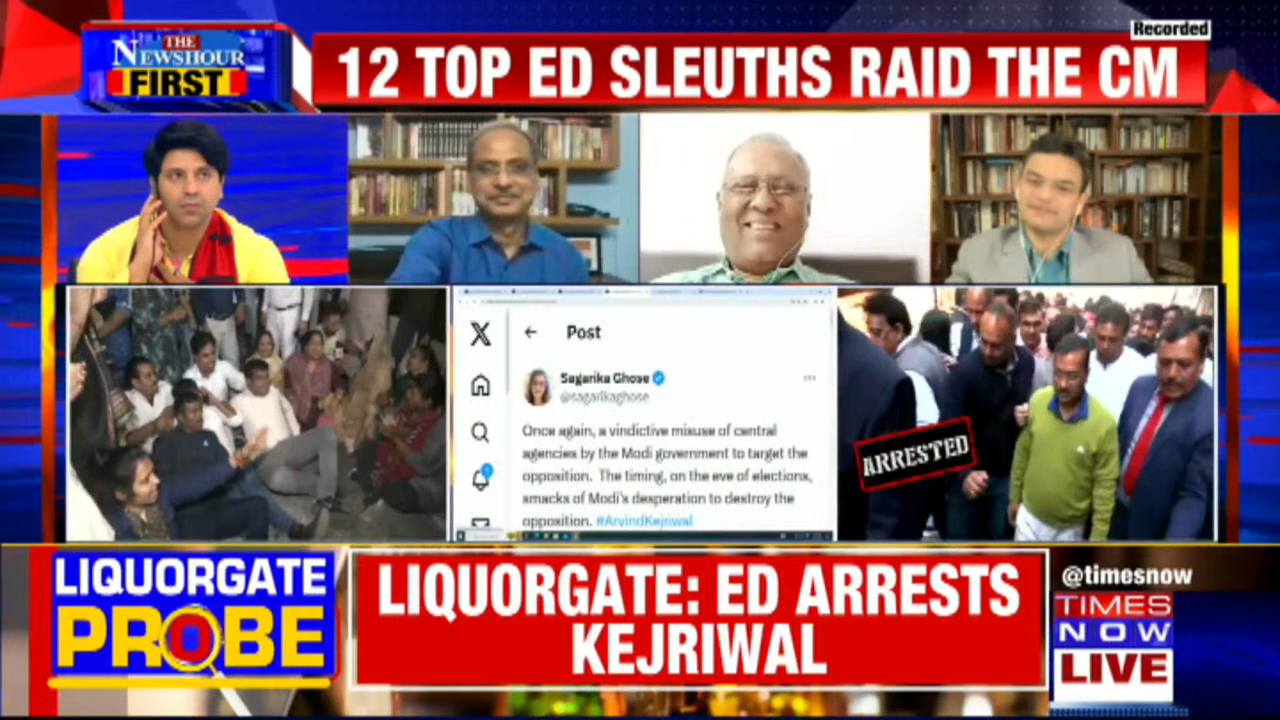 Recorded
THE
NEWSHOUR
FIRST
12 TOP ED SLEUTHS RAID THE CM
X
Post
Sagarika Ghose
@sagarikaghose
Once again, a vindictive misuse of central
agencies by the Modi government to target the
opposition. The timing, on the eve of elections,
smacks of Modi's desperation to destroy the
opposition. #ArvindKejriwal
ARRESTED
LIQUORGATE
PROBE
LIQUORGATE: ED ARRESTS
KEJRIWAL
@timesnow
TIMES
NOW
LIVE